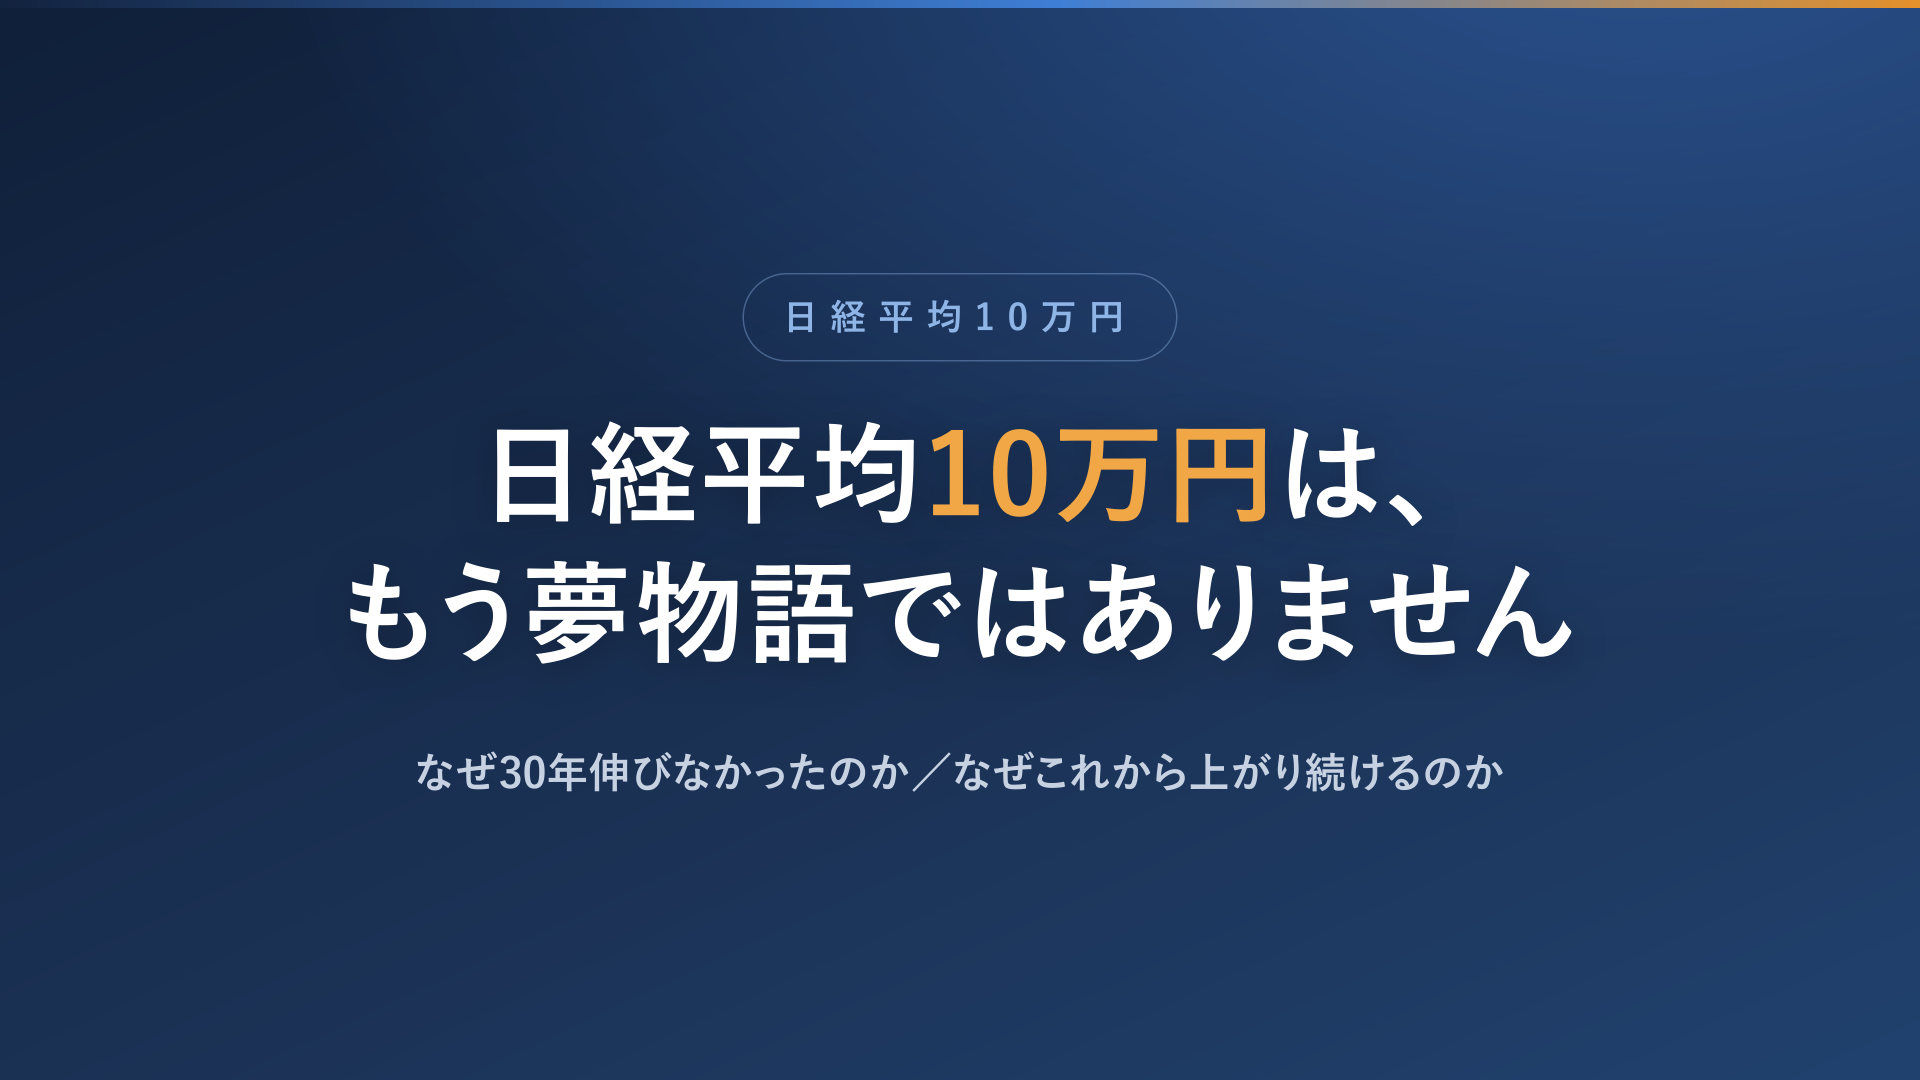 日経平均10万円
日経平均10万円は、
もう夢物語ではありません
なぜ30年伸びなかったのか／なぜこれから上がり続けるのか